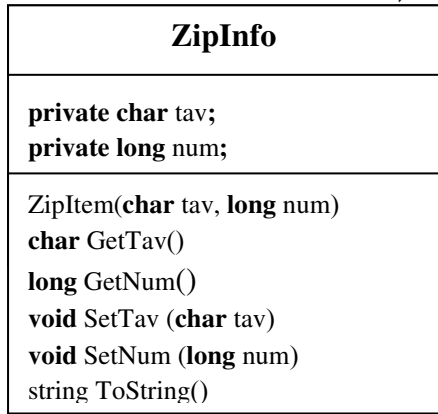 ZipInfo
private char tav;
private long num;
ZipItem(char tav, long num)
char GetTav()
long GetNum()
void SetTav (char tav)
void SetNum (long num)
string ToString()